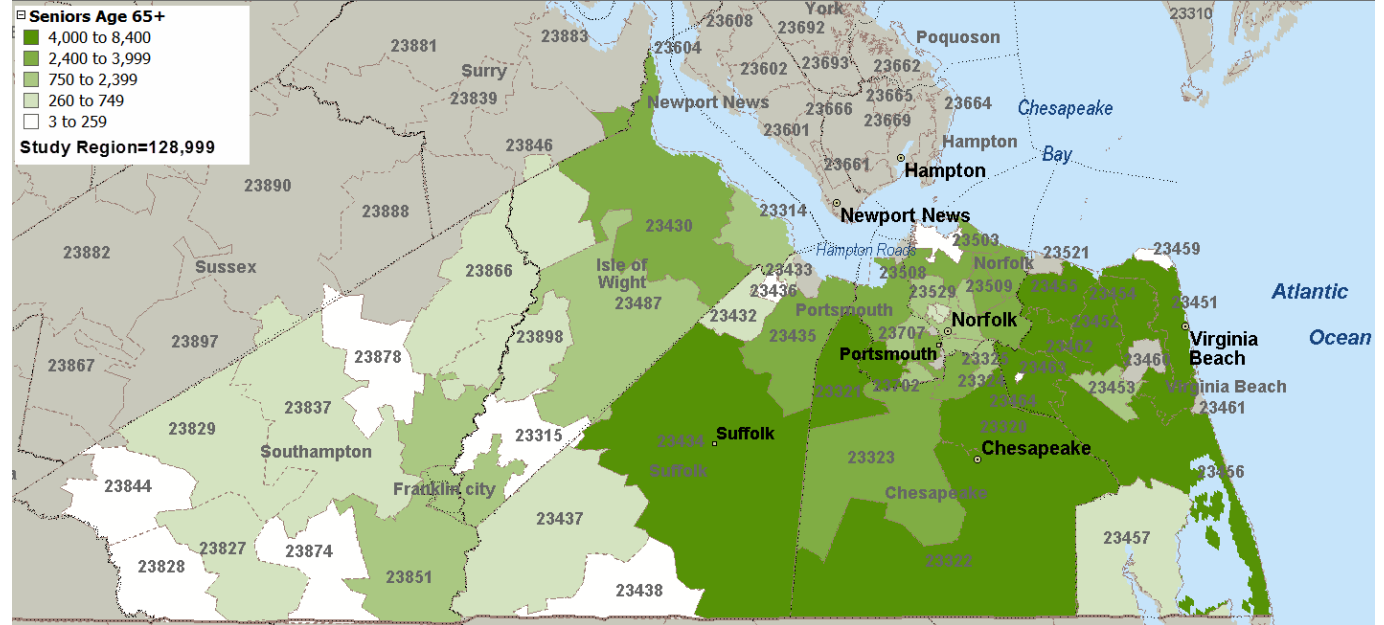 Seniors Age 65+
4,000 to 8,400
2,400 to 3,999
750 to 2,399
260 to 749
3 to 259
Study Region=128,999
23608
York
23692
23310
23881
23883
23604
Poquoson
Surry
23602
23693
23662
23839
Newport News
23666
23665
23664
Chesapeake
23669
23601
Hampton
23846
Bay
23661
Hampton
23890
23888
23314
Newport News
23430
23882
Hampton Roads
23503
23521
23459
Sussex
23866
Isle of
Wight
23433
23508
Norfolk
23436
23529
23509
23455
23454
23451
Atlantic
23487
23432
Portsmouth
Norfolk
23452
Ocean
23897
23898
23435
23707
Virginia
Beach
23867
23878
Portsmouth
23325
23462
23460
23463
23321
23702
23324
23453
Virginia Beach
23464
23461
23837
23829
23315
23434
Suffolk
23320
Southampton
Chesapeake
23323
Suffolk
23456
a
23844
Franklin city
Chesapeake
23437
23457
23827
23874
23828
23851
23438
23322